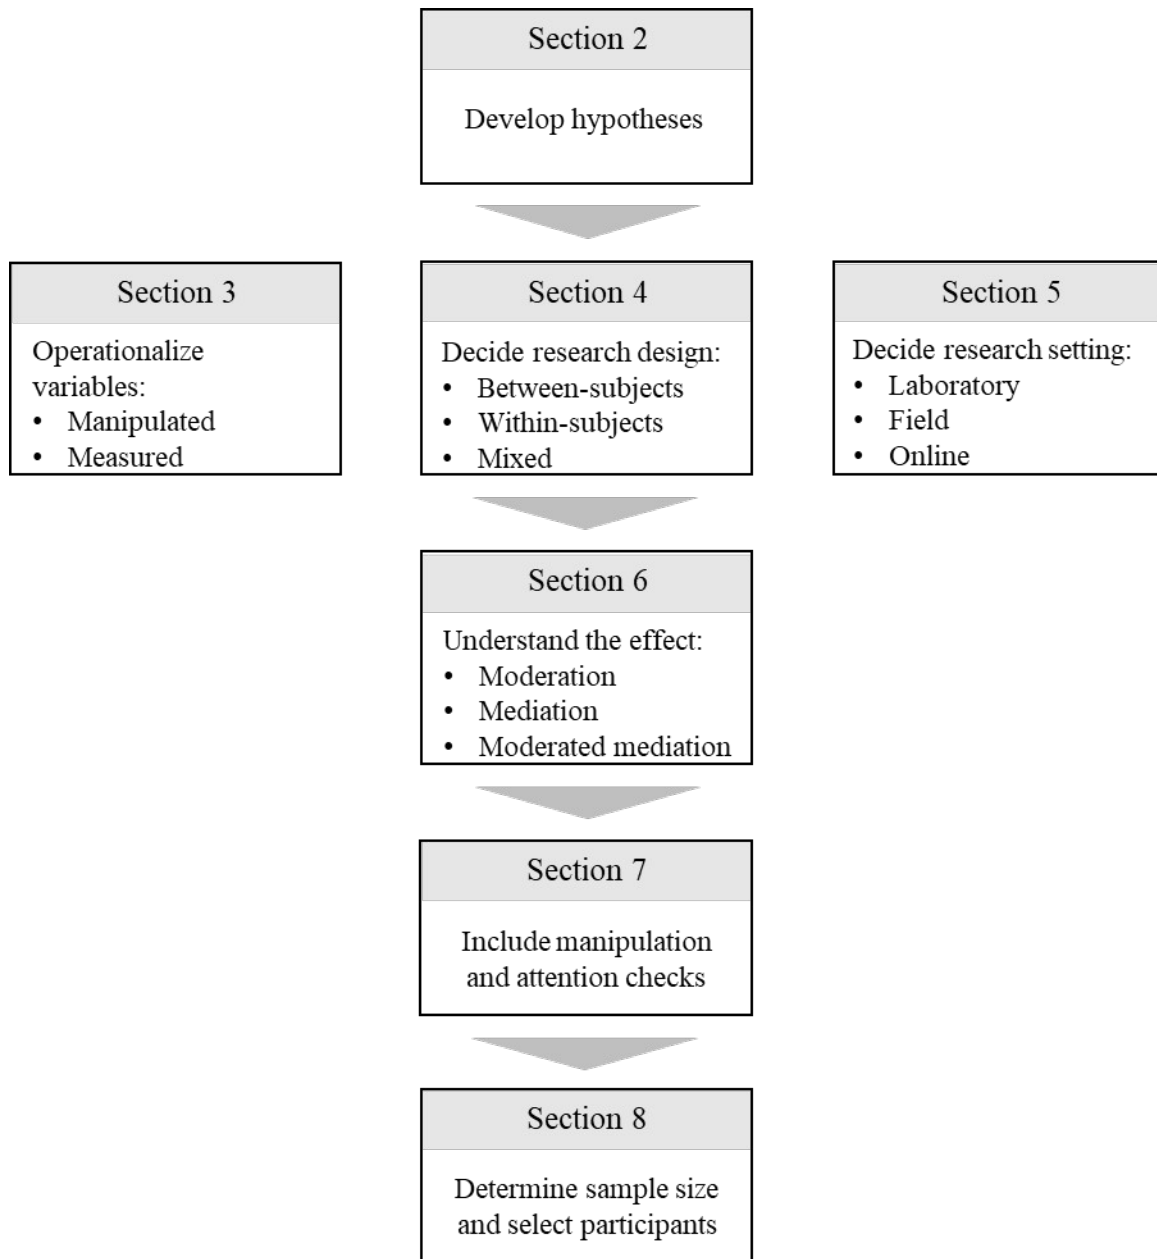 Section 2
Develop hypotheses
Section 3
Operationalize
variables:
• Manipulated
• Measured
Section 4
Decide research design:
• Between-subjects
• Within-subjects
• Mixed
Section 5
Decide research setting:
• Laboratory
• Field
• Online
Section 6
Understand the effect:
• Moderation
• Mediation
• Moderated mediation
Section 7
Include manipulation
and attention checks
Section 8
Determine sample size
and select participants